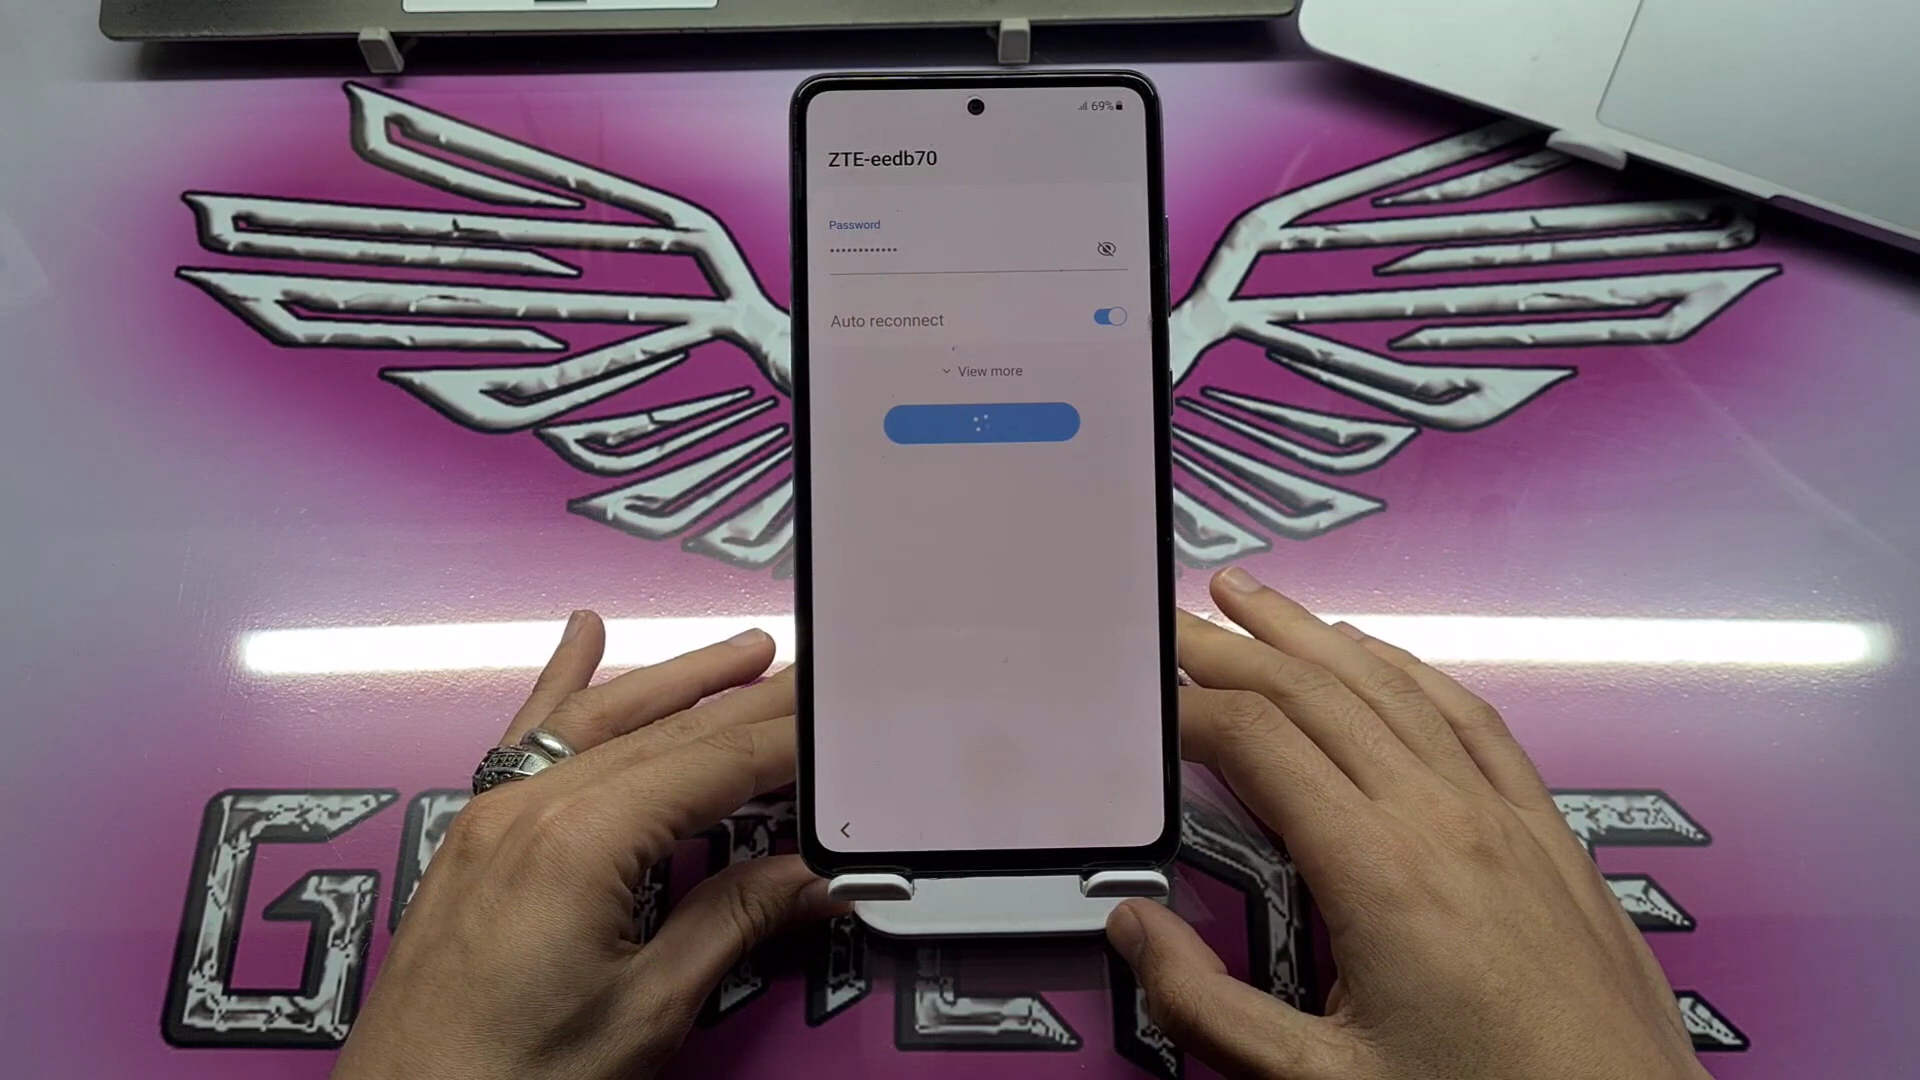 69%
ZTE-eedb70
Password
••••••••••••
Auto reconnect
View more